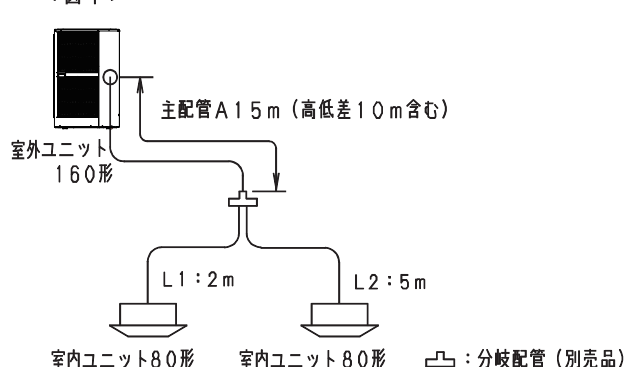 主配管A15m（高低差10m含む）
室外ユニット
160形
L1：2m
L2：5m
室内ユニット80形
室内ユニット80形
：分岐配管（別売品）